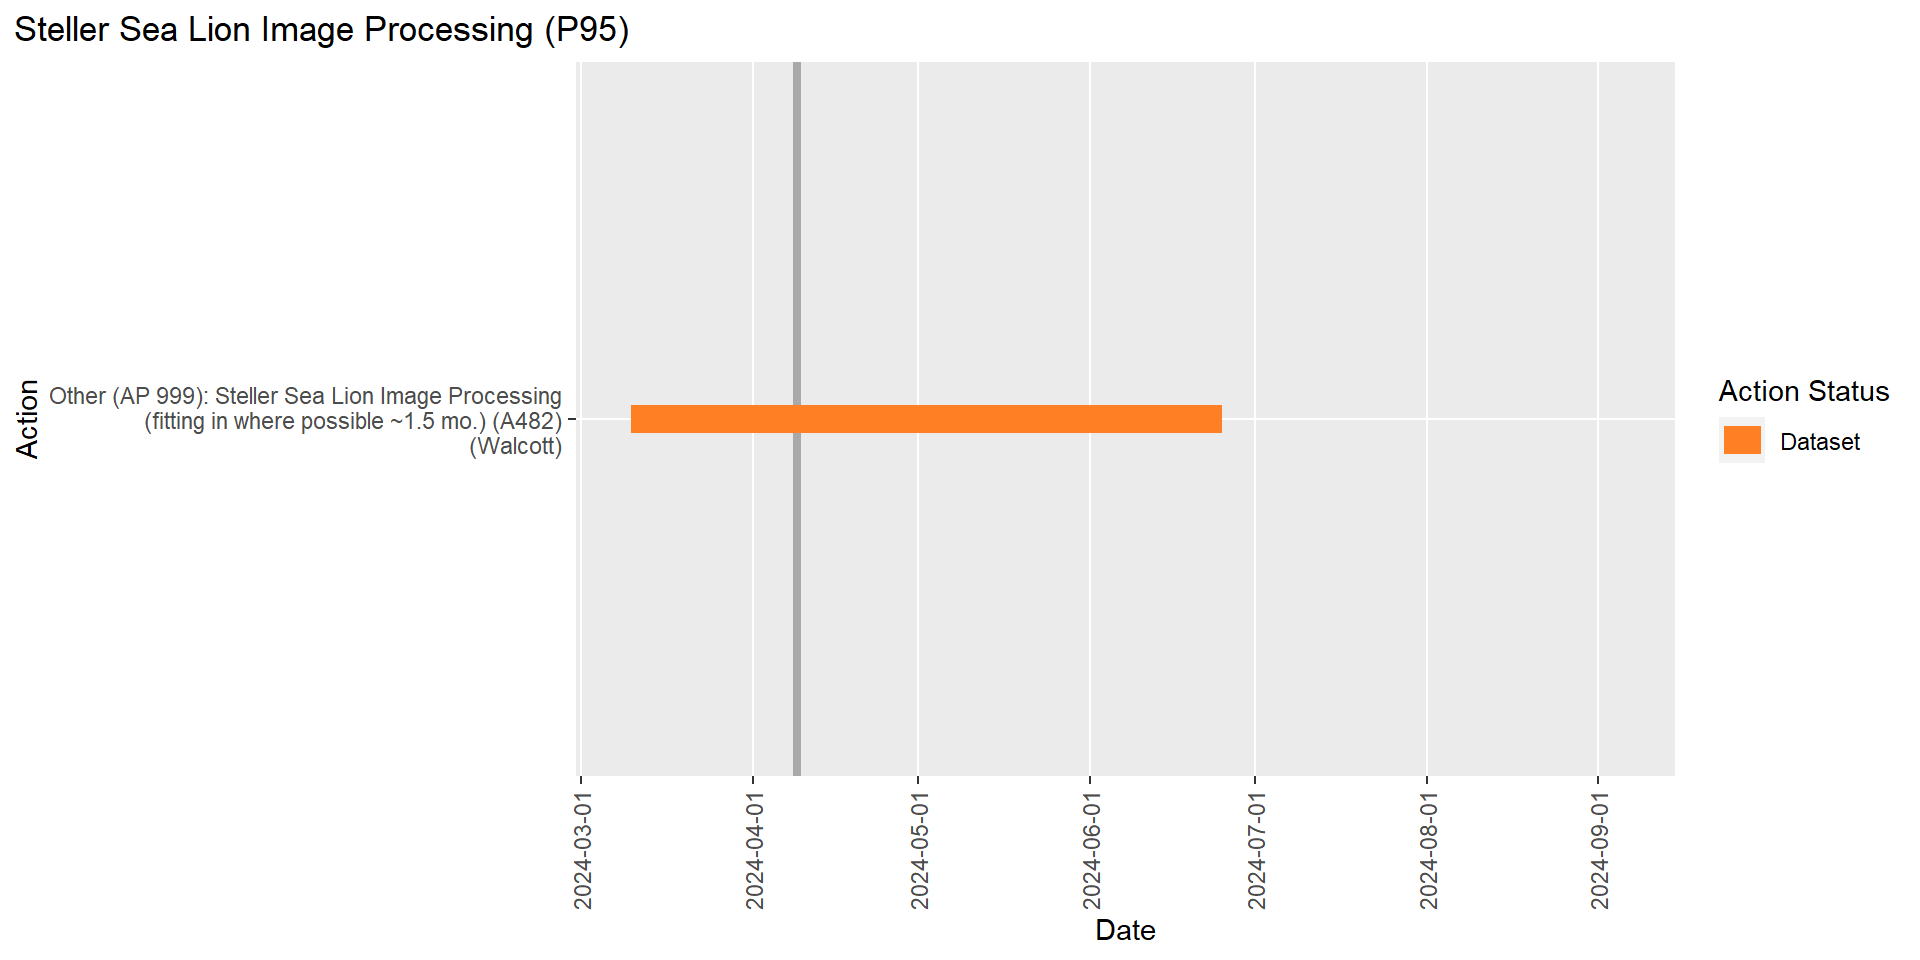 Steller Sea Lion Image Processing (P95)
Action
Other (AP 999): Steller Sea Lion Image Processing
(fitting in where possible ~1.5 mo.) (A482)
(Walcott)
Action Status
Dataset
2024-03-01
2024-04-01
2024-05-01
2024-06-01
2024-07-01
2024-08-01
2024-09-01
Date